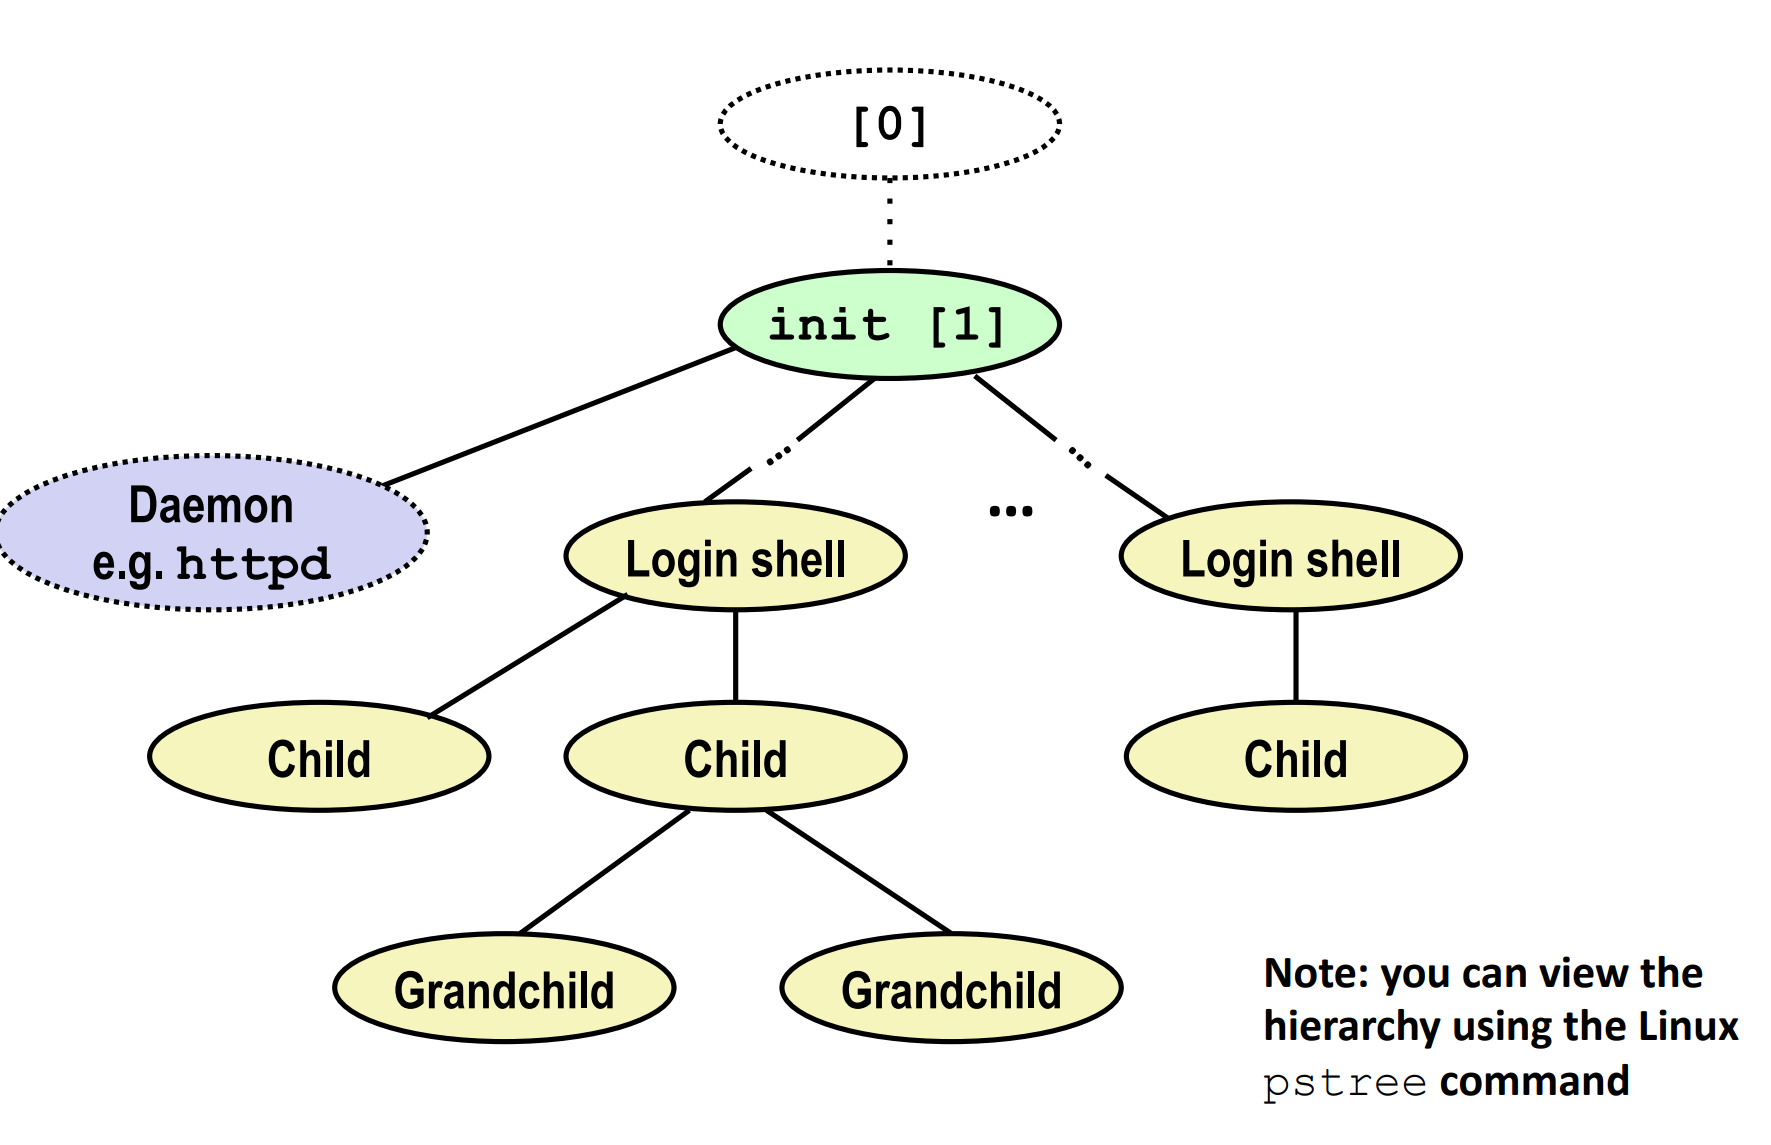 [0]
init [1]
Daemon
e.g. httpd
Login shell
...
Login shell
Child
Child
Child
Grandchild
Grandchild
Note: you can view the
hierarchy using the Linux
pstree command